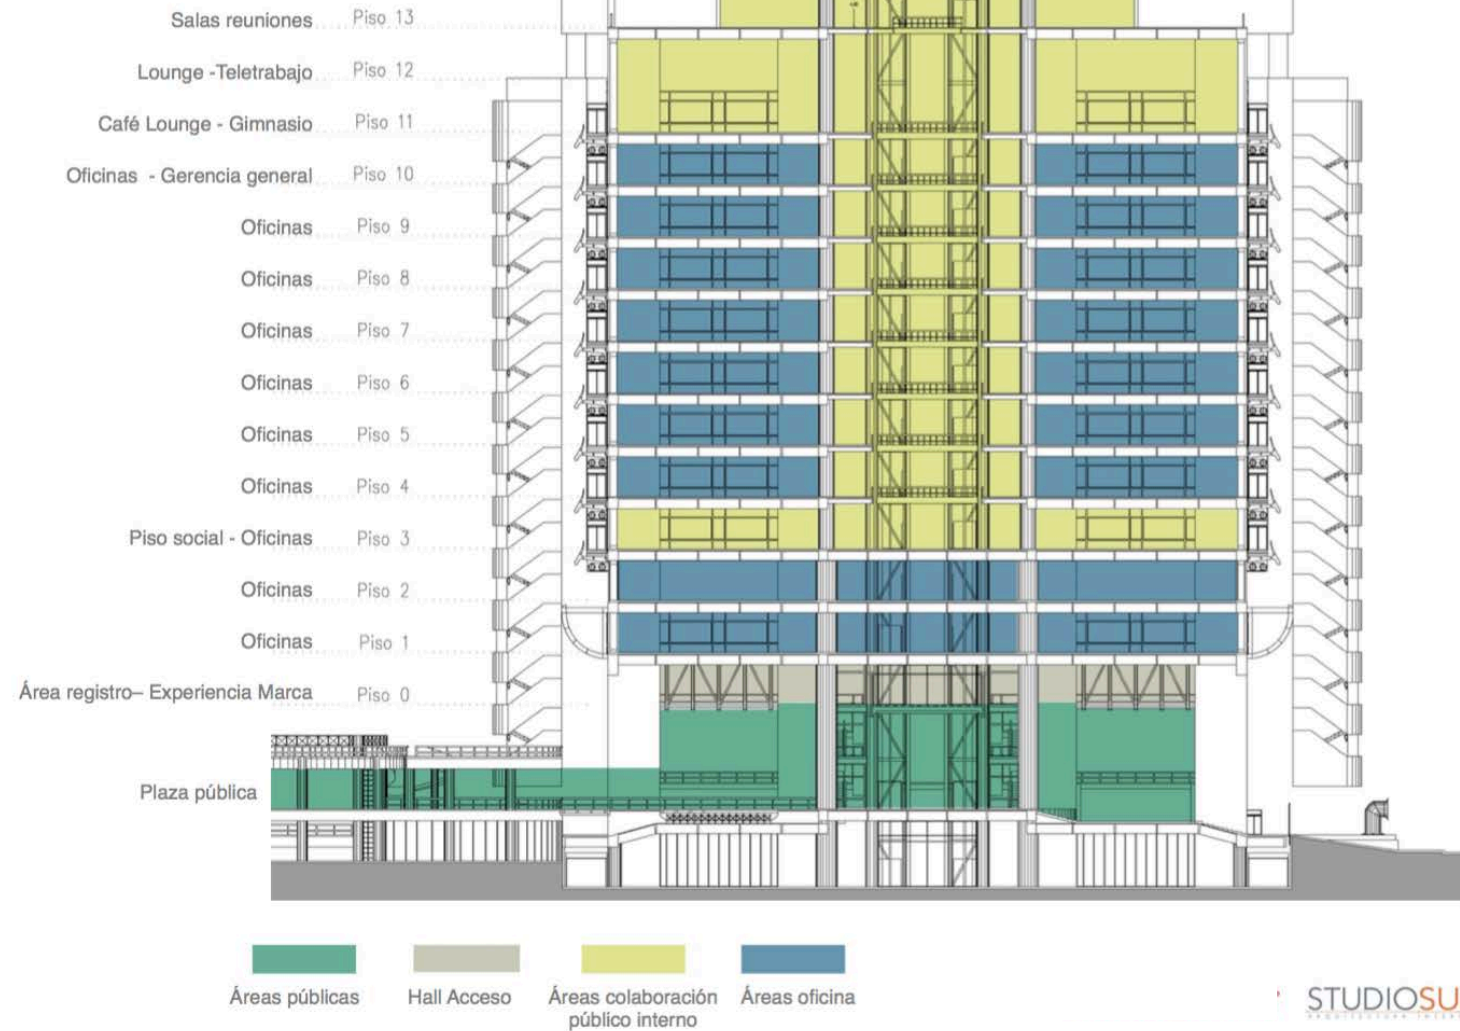 Salas reuniones Piso 13
Lounge -Teletrabajo Piso 12
Café Lounge - Gimnasio Piso 11
Oficinas - Gerencia general Piso 10
Oficinas Piso 9
Oficinas Piso 8
Oficinas Piso 7
Oficinas Piso 6
Oficinas Piso 5
Oficinas Piso 4
Piso social - Oficinas Piso 3
Oficinas Piso 2
Oficinas Piso 1
Área registro– Experiencia Marca Piso 0
Plaza pública
Áreas públicas Hall Acceso Áreas colaboración Áreas oficina
público interno
STUDIOSU